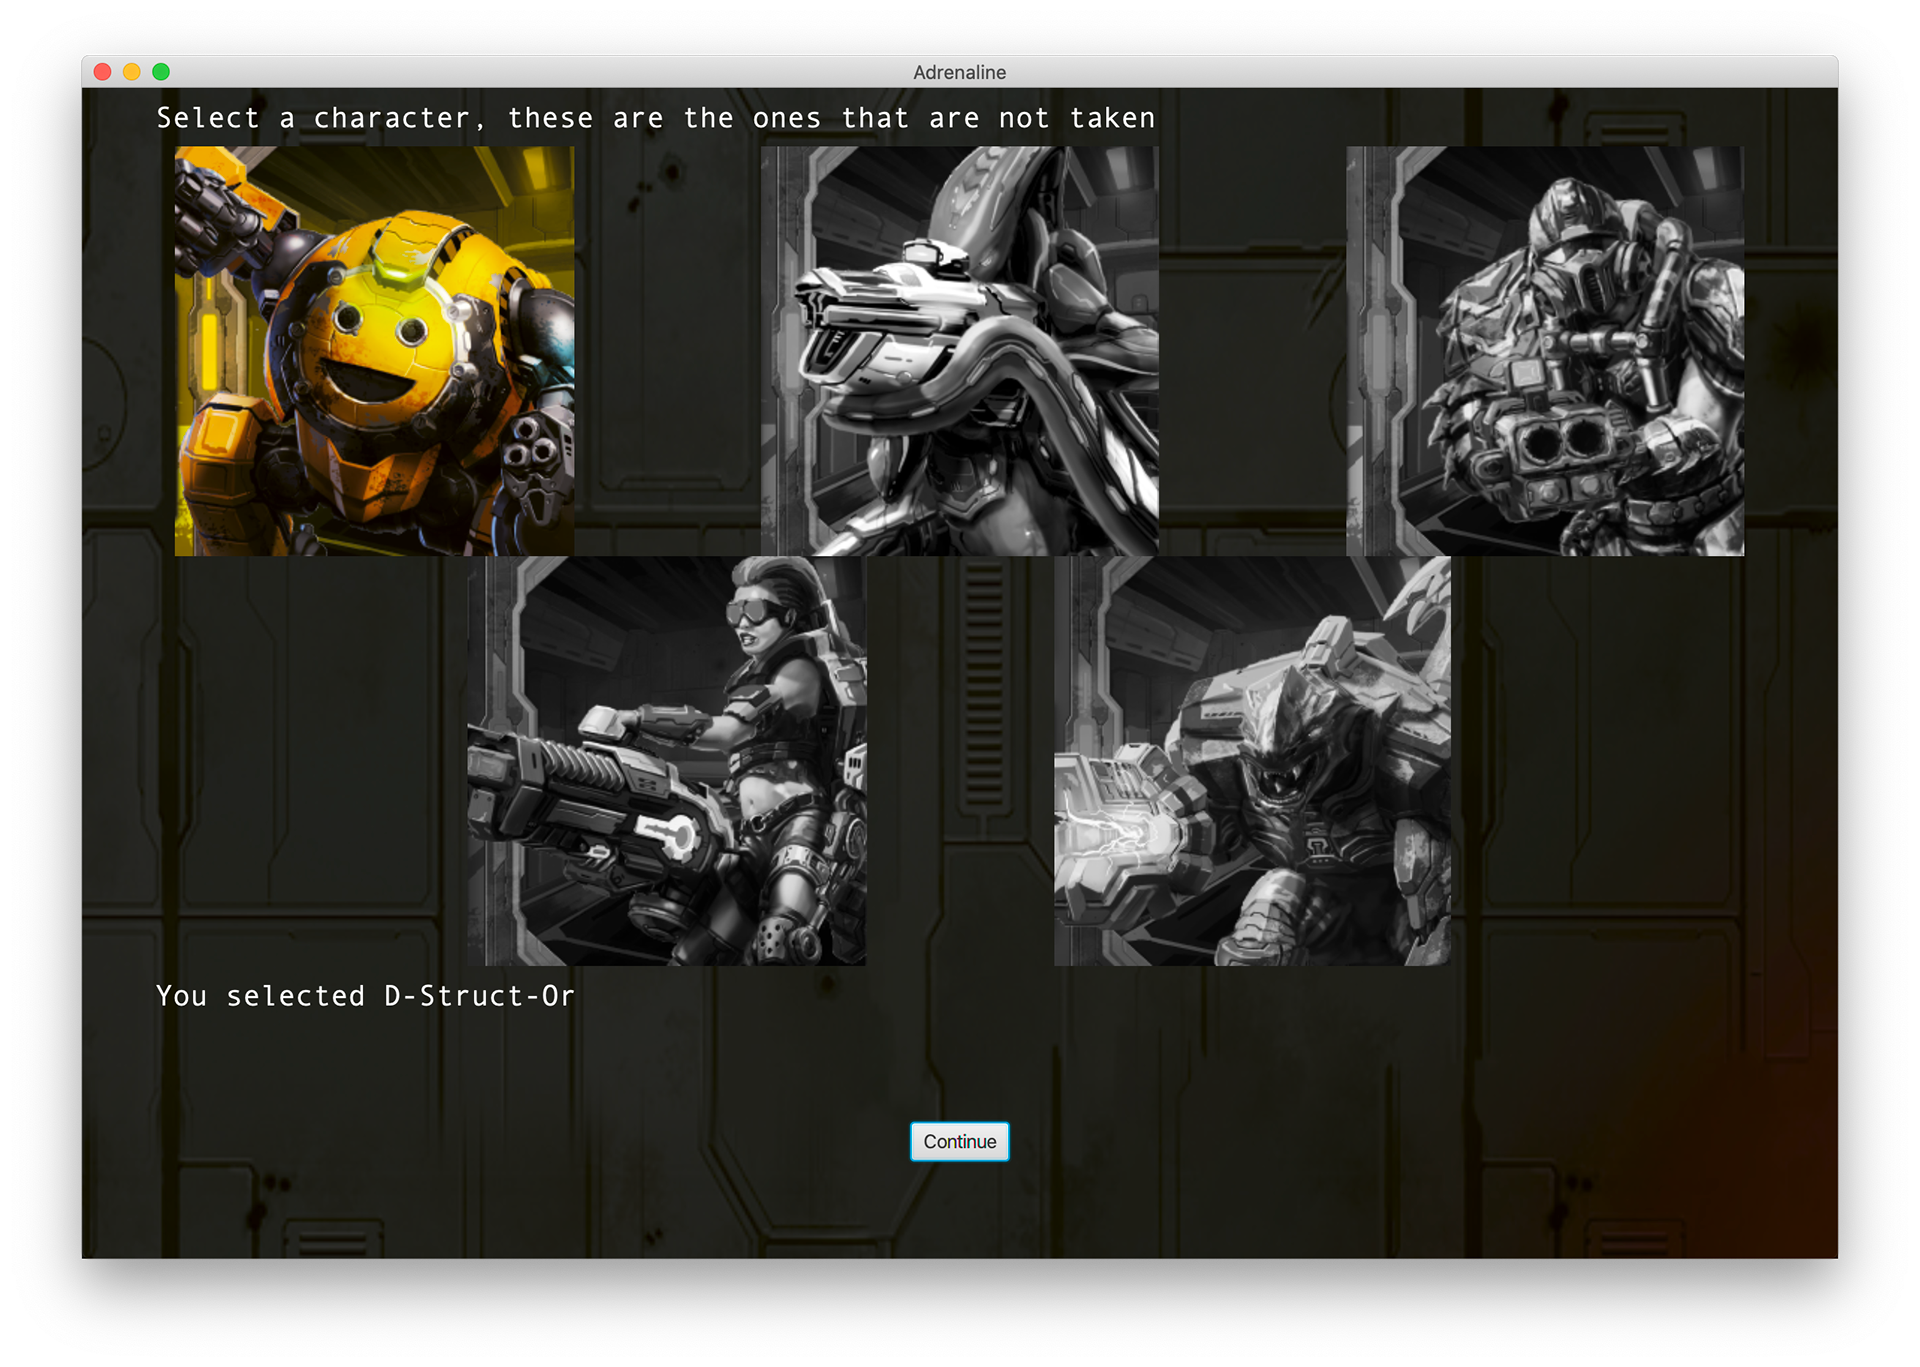 Adrenaline
Select a character, these are the ones that are not taken
You selected D-Struct-Or
Continue